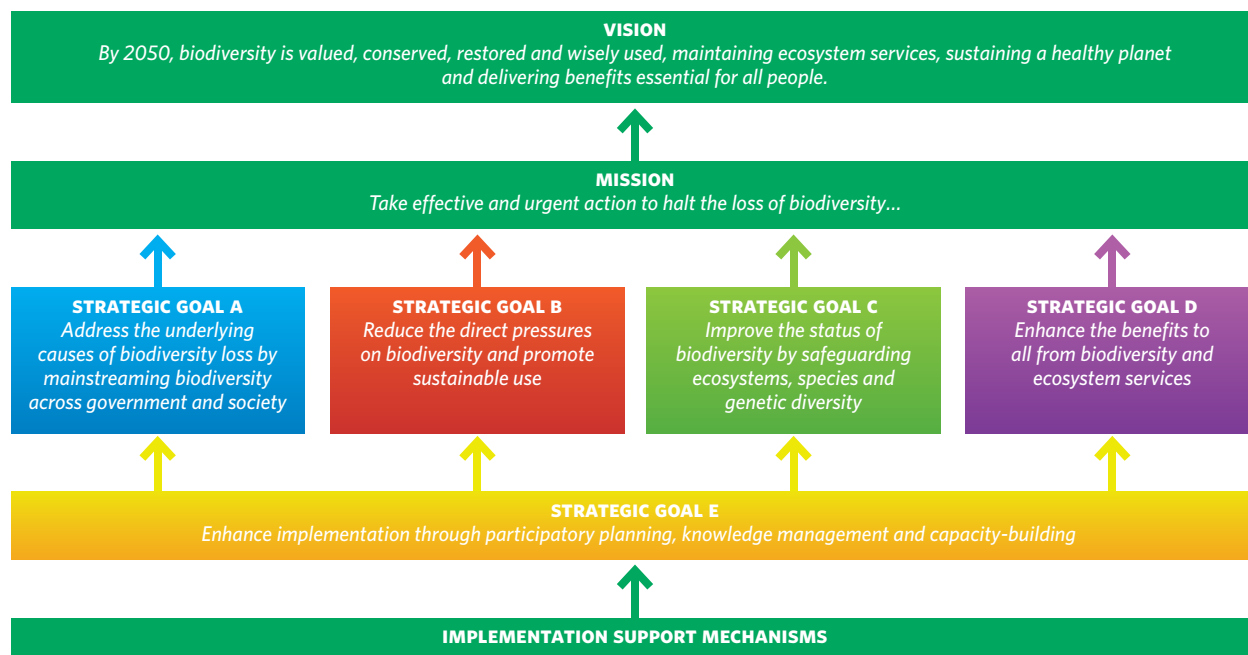 VISION
By 2050, biodiversity is valued, conserved, restored and wisely used, maintaining ecosystem services, sustaining a healthy planet
and delivering benefits essential for all people.
MISSION
Take effective and urgent action to halt the loss of biodiversity...
STRATEGIC GOAL A
Address the underlying
causes of biodiversity loss by
mainstreaming biodiversity
across government and society
STRATEGIC GOAL B
Reduce the direct pressures
on biodiversity and promote
sustainable use
STRATEGIC GOAL C
Improve the status of
biodiversity by safeguarding
ecosystems, species and
genetic diversity
STRATEGIC GOAL D
Enhance the benefits to
all from biodiversity and
ecosystem services
STRATEGIC GOAL E
Enhance implementation through participatory planning, knowledge management and capacity-building
IMPLEMENTATION SUPPORT MECHANISMS